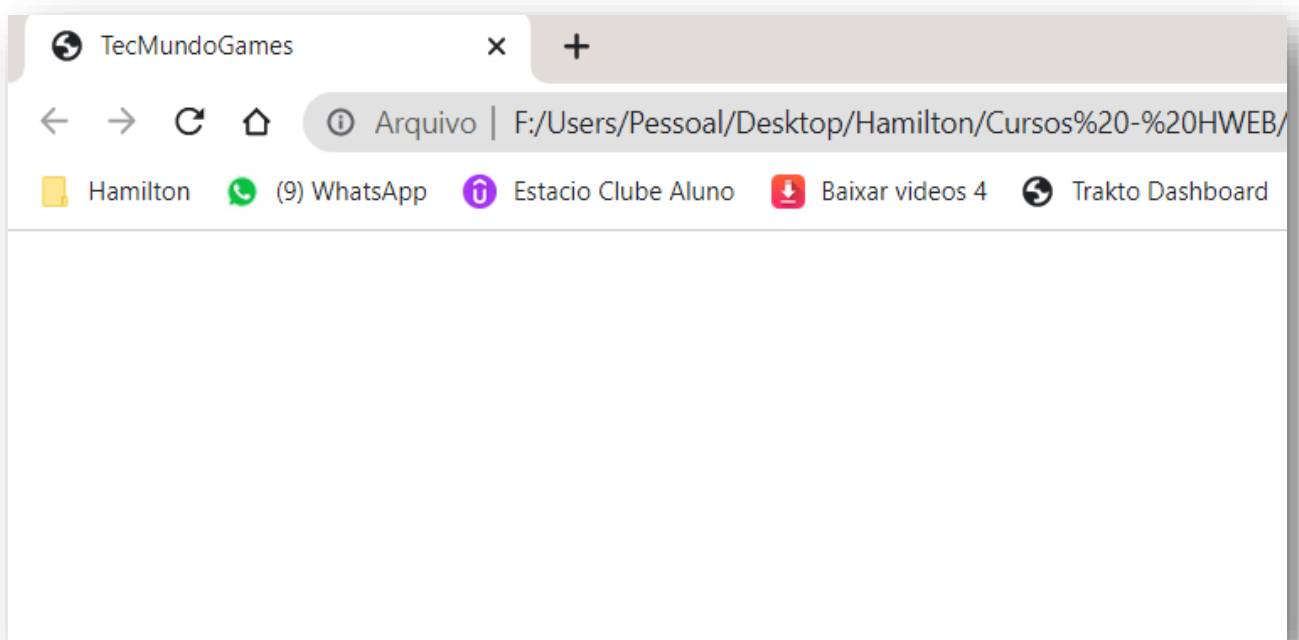 TecMundoGames
Arquivo | F:/Users/Pessoal/Desktop/Hamilton/Cursos%20-%20HWEB/
Hamilton (9) WhatsApp Estacio Clube Aluno Baixar videos 4 Trakto Dashboard